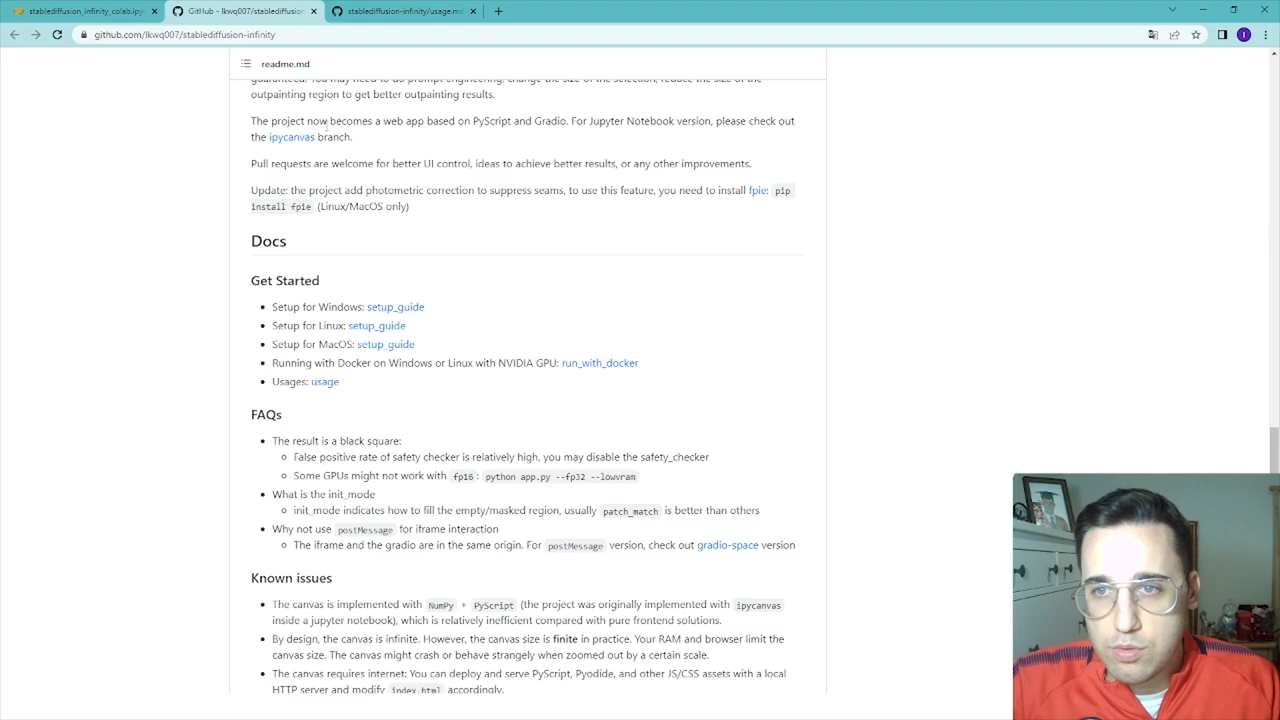 stablediffusion_infinity_colab.ipy
GitHub - lkwq007/stablediffusion
stablediffusion-infinity/usage.md
github.com/lkwq007/stablediffusion-infinity
I
readme.md
guaranteed. You may need to do prompt engineering, change the size of the selection, reduce the size of the
outpainting region to get better outpainting results.
The project now becomes a web app based on PyScript and Gradio. For Jupyter Notebook version, please check out
the ipycanvas branch.
Pull requests are welcome for better UI control, ideas to achieve better results, or any other improvements.
Update: the project add photometric correction to suppress seams, to use this feature, you need to install fpie: pip
install fpie (Linux/MacOS only)
Docs
Get Started
• Setup for Windows: setup_guide
• Setup for Linux: setup_guide
• Setup for MacOS: setup_guide
• Running with Docker on Windows or Linux with NVIDIA GPU: run_with_docker
• Usages: usage
FAQs
• The result is a black square:
○ False positive rate of safety checker is relatively high, you may disable the safety_checker
○ Some GPUs might not work with fp16 : python app.py --fp32 --lowvram
• What is the init_mode
○ init_mode indicates how to fill the empty/masked region, usually patch_match is better than others
• Why not use postMessage for iframe interaction
○ The iframe and the gradio are in the same origin. For postMessage version, check out gradio-space version
Known issues
• The canvas is implemented with NumPy + PyScript (the project was originally implemented with ipycanvas
inside a jupyter notebook), which is relatively inefficient compared with pure frontend solutions.
• By design, the canvas is infinite. However, the canvas size is finite in practice. Your RAM and browser limit the
canvas size. The canvas might crash or behave strangely when zoomed out by a certain scale.
• The canvas requires internet: You can deploy and serve PyScript, Pyodide, and other JS/CSS assets with a local
HTTP server and modify index.html accordingly.